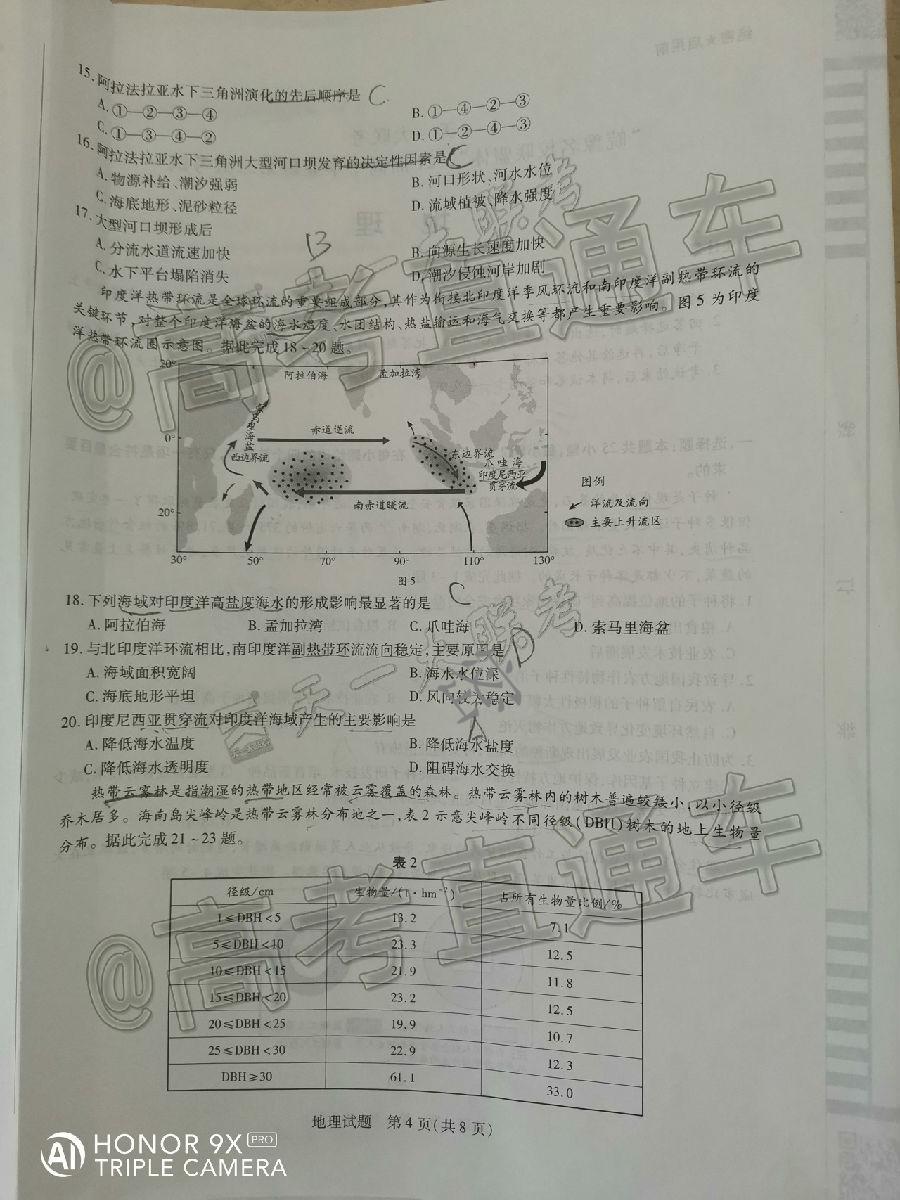 绝密★启用前
15. 阿拉法拉亚水下三角洲演化的先后顺序是 C
A. ①—②—③—④
B. ①—④—②—③
C. ①—③—④—②
D. ①—②—④—③
16. 阿拉法拉亚水下三角洲大型河口坝发育的决定性因素是 C
A. 物源补给、潮汐强弱
B. 河口形状、河水水位
C. 海底地形、泥砂粒径
D. 流域植被、降水强度
17. 大型河口坝形成后 B
A. 分流水道流速加快
B. 向源生长速度加快
C. 水下平台塌陷消失
D. 潮汐侵蚀河岸加剧
印度洋热带环流是全球环流的重要组成部分,其作为衔接北印度洋季风环流和南印度洋副热带环流的
关键环节,对整个印度洋海盆的海水温度、水团结构、热盐输运和海气交换等都产生重要影响。图5为印度
洋热带环流图示意图。据此完成18~20题。
20°
阿拉伯海
孟加拉湾
索马里海盆
赤道逆流
0°
西边界流
东边界流
爪哇海
印度尼西亚
贯穿流
南赤道暖流
20°
图例
洋流及流向
主要上升流区
30°
50°
70°
90°
110°
130°
图5
18. 下列海域对印度洋高盐度海水的形成影响最显著的是 C
A. 阿拉伯海
B. 孟加拉湾
C. 爪哇海
D. 索马里海盆
19. 与北印度洋环流相比,南印度洋副热带环流流向稳定,主要原因是 D
A. 海域面积宽阔
B. 海水水位深
C. 海底地形平坦
D. 风向较为稳定
20. 印度尼西亚贯穿流对印度洋海域产生的主要影响是 A
A. 降低海水温度
B. 降低海水盐度
C. 降低海水透明度
D. 阻碍海水交换
热带云雾林是指潮湿的热带地区经常被云雾覆盖的森林。热带云雾林内的树木普遍较矮小,以小径级
乔木居多。海南岛尖峰岭是热带云雾林分布地之一,表2示意尖峰岭不同径级(DBH)树木的地上生物量
分布。据此完成21~23题。
表2
径级/cm
生物量/(t·hm⁻²)
占所有生物量比例/%
1≤DBH<5
13.2
7.1
5≤DBH<10
23.3
12.5
10≤DBH<15
21.9
11.8
15≤DBH<20
23.2
12.5
20≤DBH<25
19.9
10.7
25≤DBH<30
22.9
12.3
DBH≥30
61.1
33.0
地理试题 第4页(共8页)
@高考直通车
天一大联考
@高考直通车
HONOR 9X PRO
AI TRIPLE CAMERA